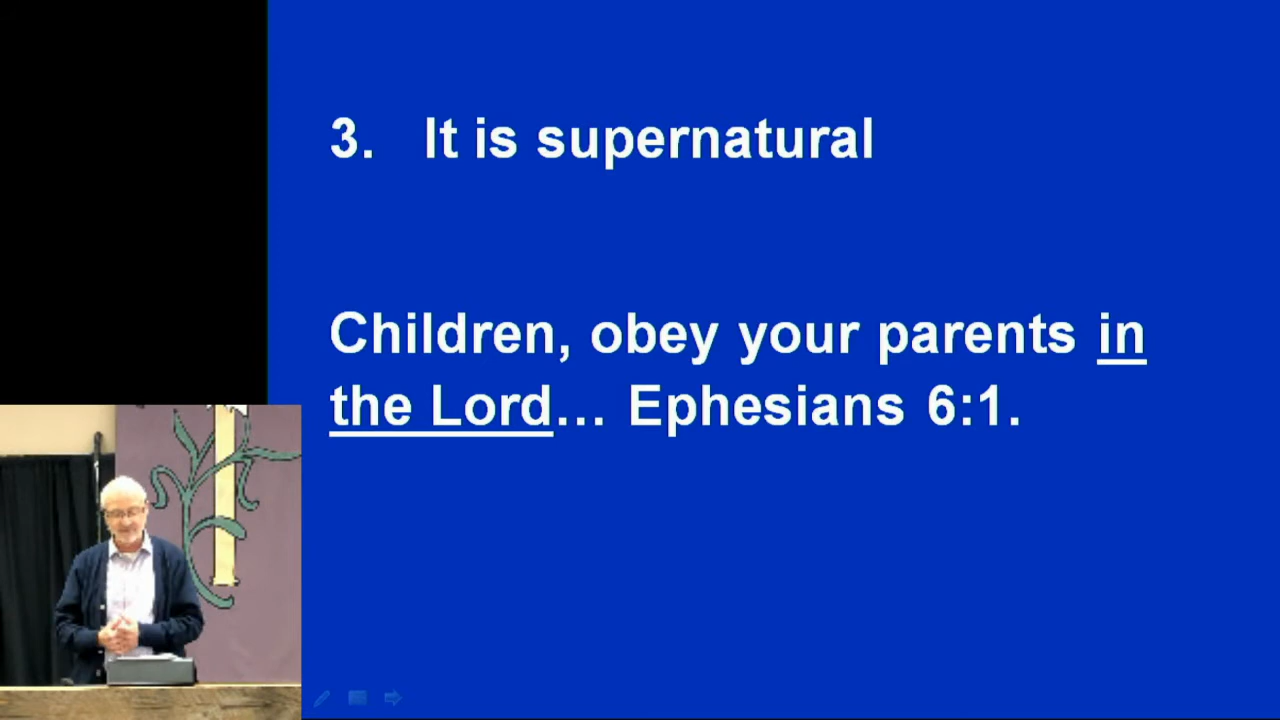 3. It is supernatural
Children, obey your parents in
the Lord... Ephesians 6:1.